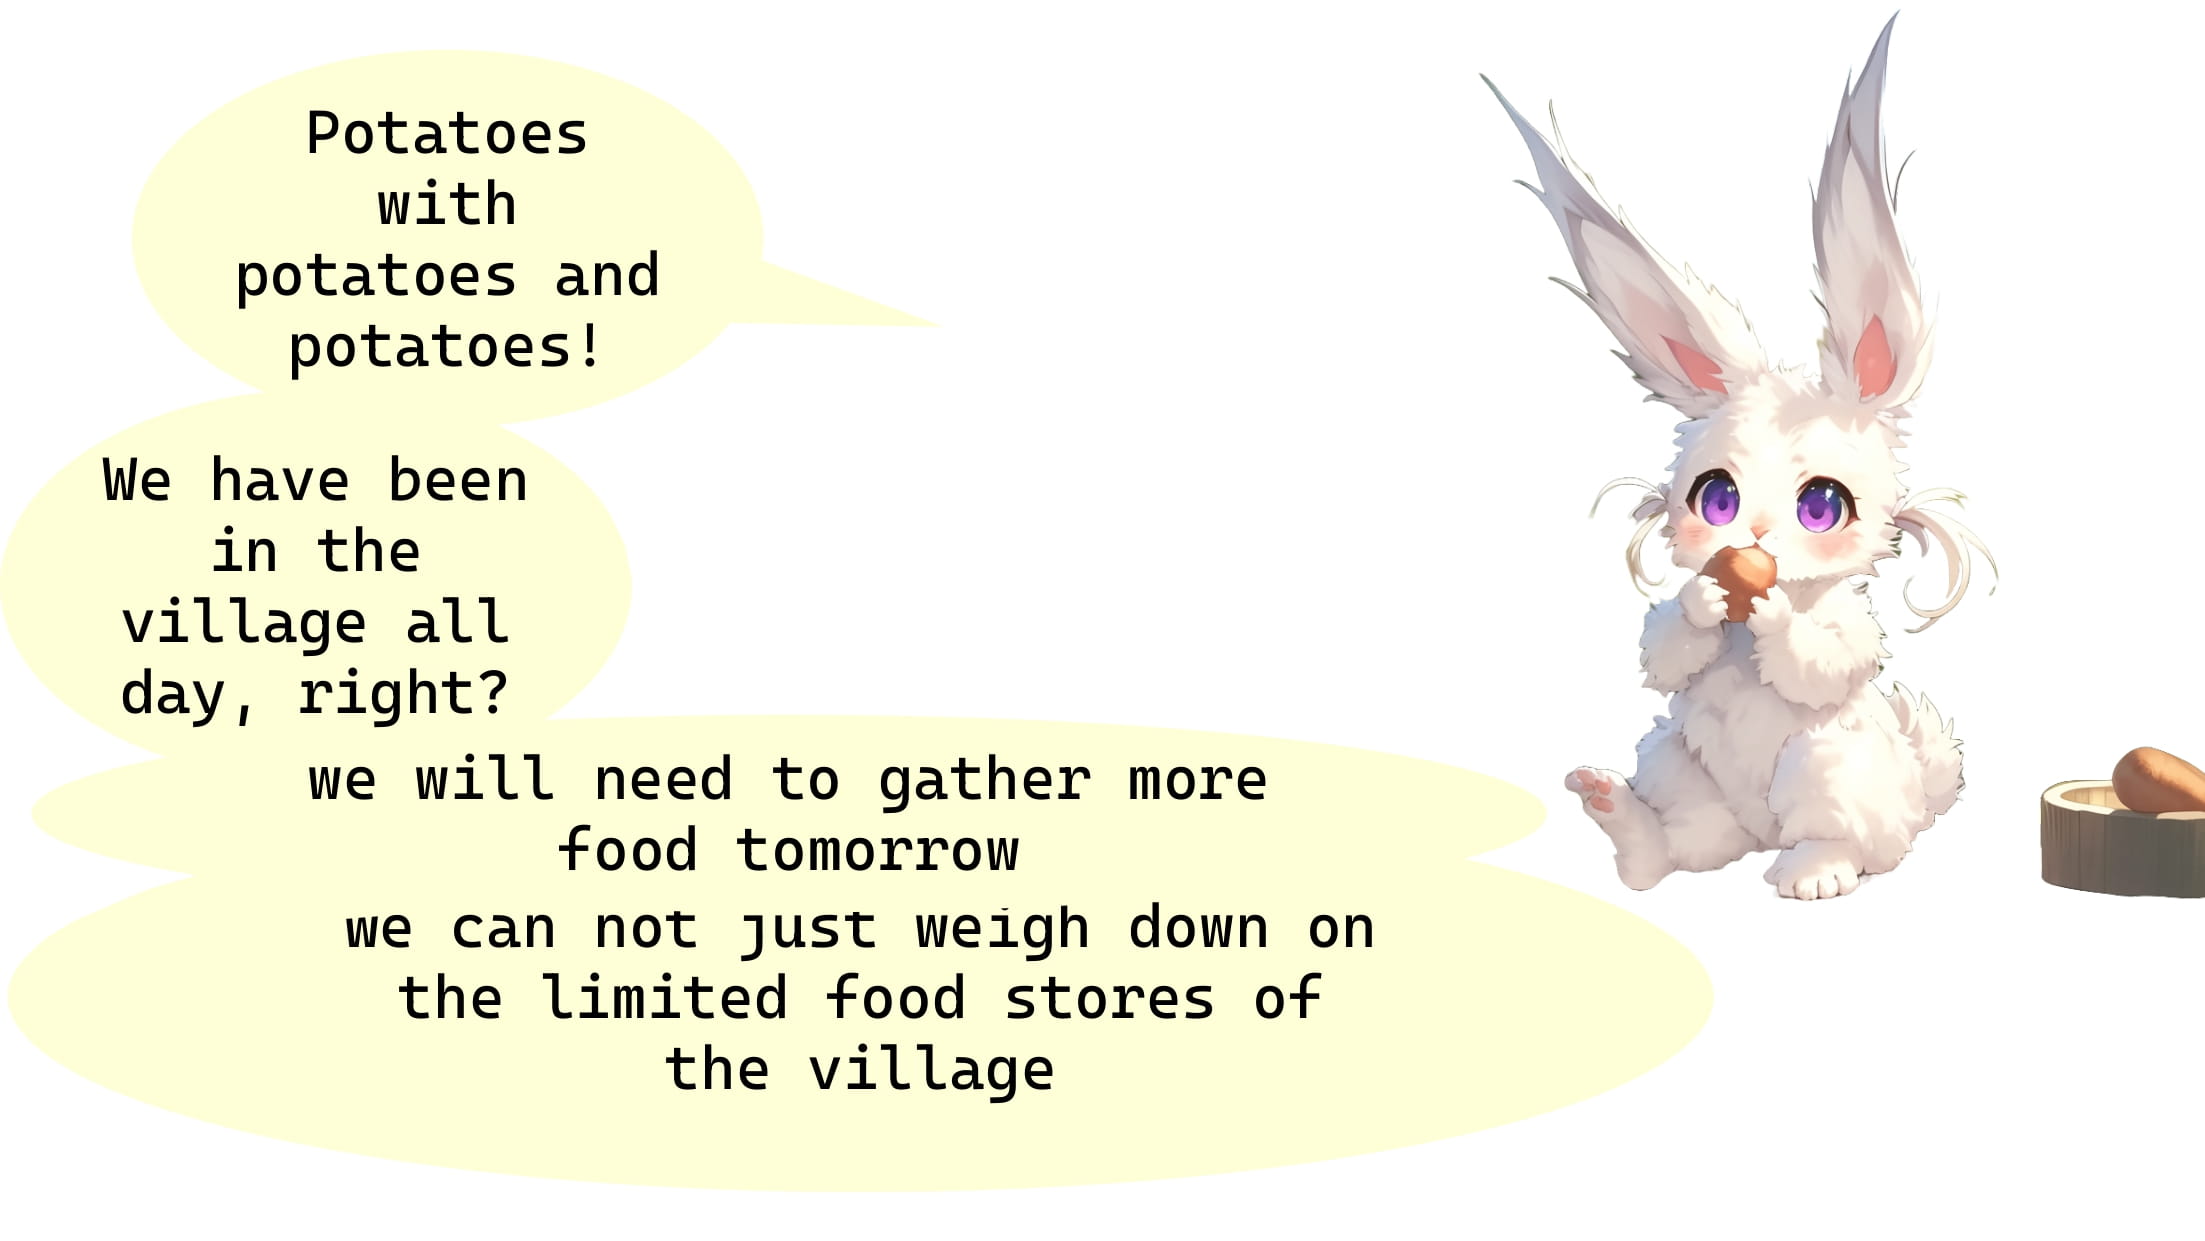 Potatoes
with
potatoes and
potatoes!
We have been
in the
village all
day, right?
we will need to gather more
food tomorrow
we can not just weigh down on
the limited food stores of
the village